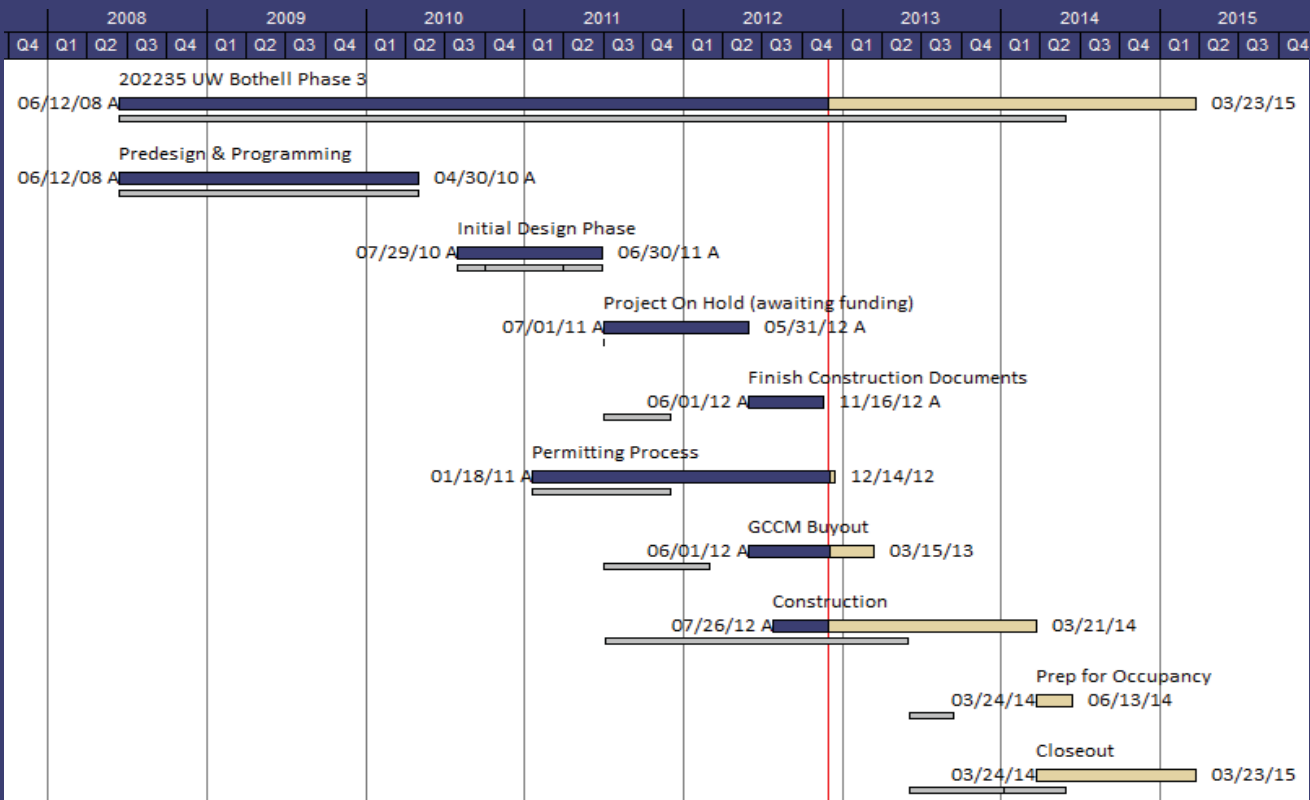 2008 2009 2010 2011 2012 2013 2014 2015
Q4 Q1 Q2 Q3 Q4 Q1 Q2 Q3 Q4 Q1 Q2 Q3 Q4 Q1 Q2 Q3 Q4 Q1 Q2 Q3 Q4 Q1 Q2 Q3 Q4 Q1 Q2 Q3 Q4 Q1 Q2 Q3 Q4
202235 UW Bothell Phase 3
06/12/08 A 03/23/15
Predesign & Programming
06/12/08 A 04/30/10 A
Initial Design Phase
07/29/10 A 06/30/11 A
Project On Hold (awaiting funding)
07/01/11 A 05/31/12 A
Finish Construction Documents
06/01/12 A 11/16/12 A
Permitting Process
01/18/11 A 12/14/12
GCCM Buyout
06/01/12 A 03/15/13
Construction
07/26/12 A 03/21/14
Prep for Occupancy
03/24/14 06/13/14
Closeout
03/24/14 03/23/15